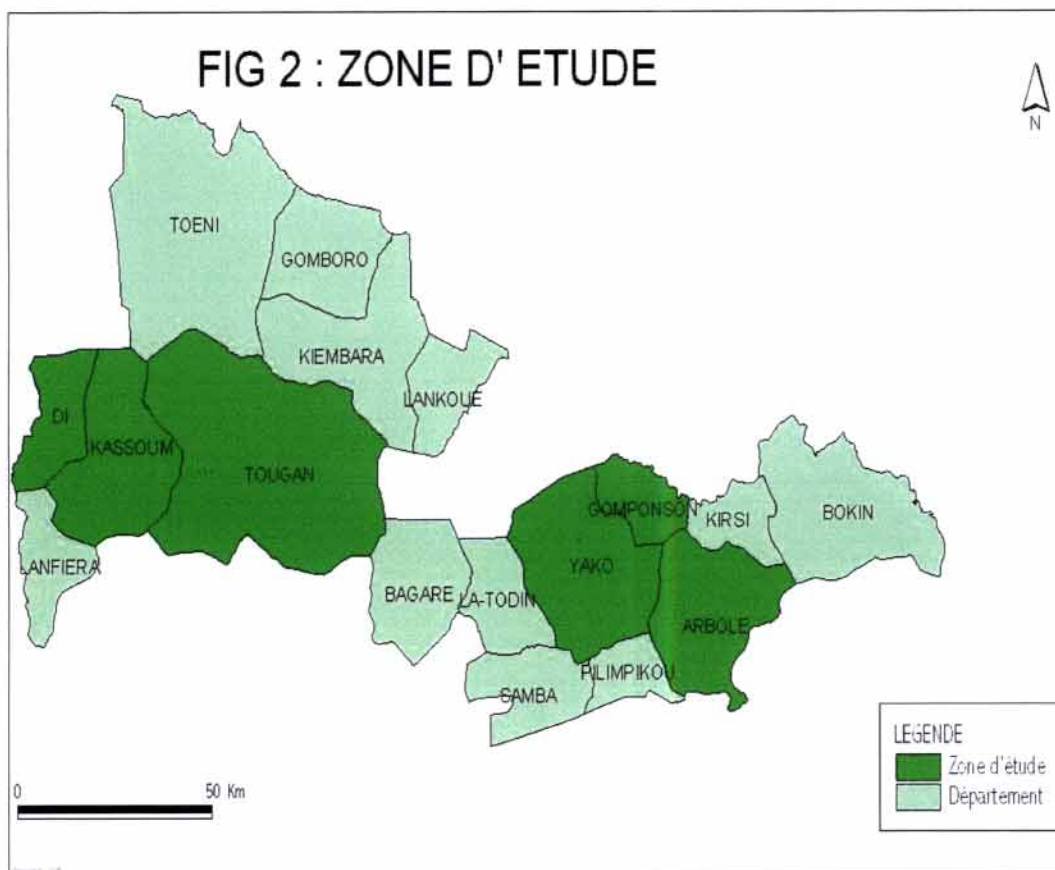 FIG 2 : ZONE D' ETUDE
N
TOENI
GOMBORO
KIEMBARA
LANKOUE
DI
KASSOUM
TOUGAN
LANFIERA
BAGARE
LA-TODIN
YAKO
GOMPONSON
KIRSI
BOKIN
ARBOLE
SAMBA
PILIMPIKOU
LEGENDE
Zone d'étude
Département
0 50 Km